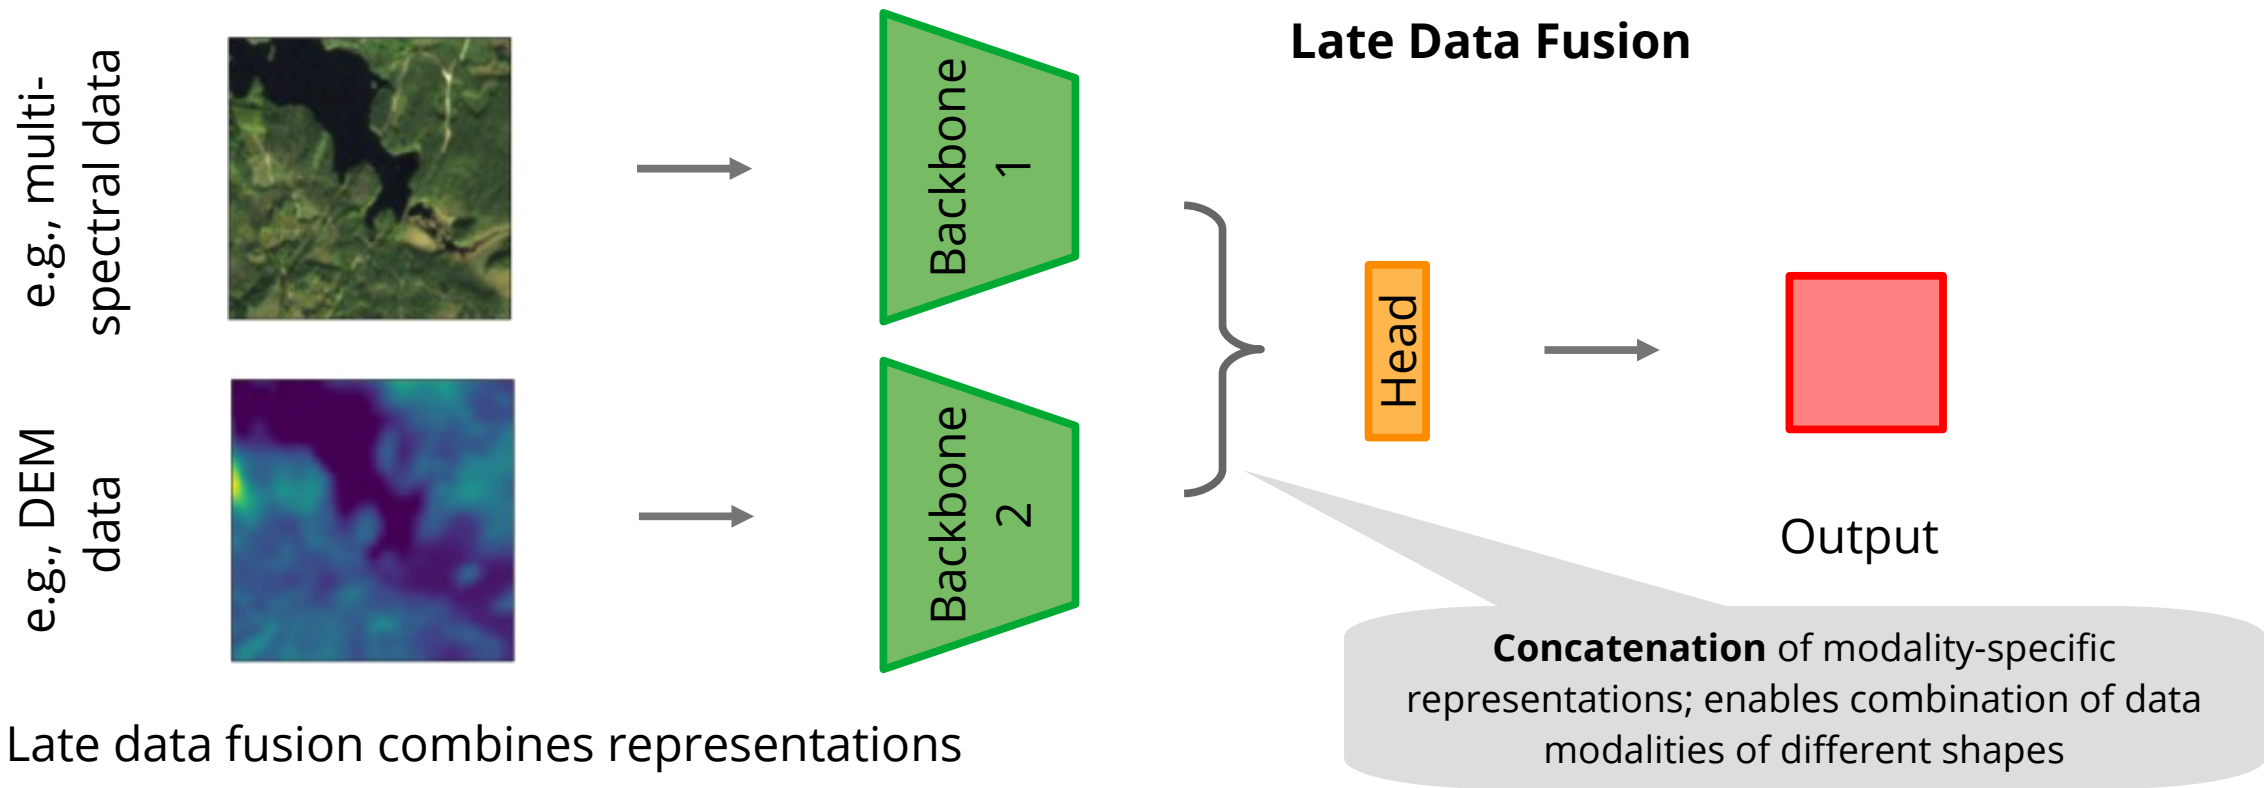 Late Data Fusion
e.g., multi-
spectral data
Backbone
1
e.g., DEM
data
Backbone
2
Head
Output
Concatenation of modality-specific
representations; enables combination of data
modalities of different shapes
Late data fusion combines representations